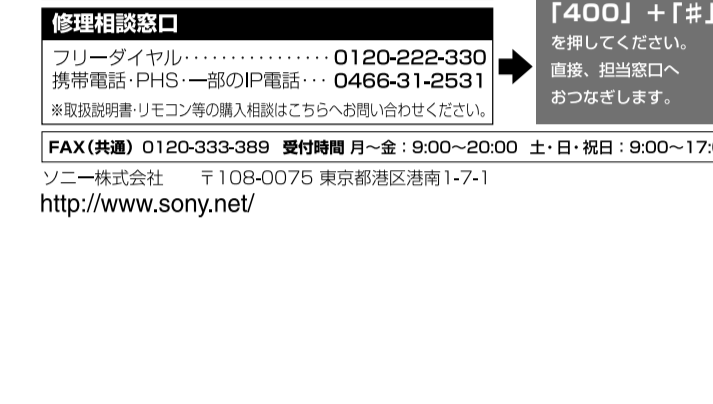 修理相談窓口
フリーダイヤル················ 0120-222-330
携帯電話·PHS·一部のIP電話··· 0466-31-2531
※取扱説明書·リモコン等の購入相談はこちらへお問い合わせください。
「400」+「♯」
を押してください。
直接、担当窓口へ
おつなぎします。
FAX（共通） 0120-333-389 受付時間 月～金：9:00～20:00 土·日·祝日：9:00～17:0
ソニー株式会社 〒108-0075 東京都港区港南1-7-1
http://www.sony.net/